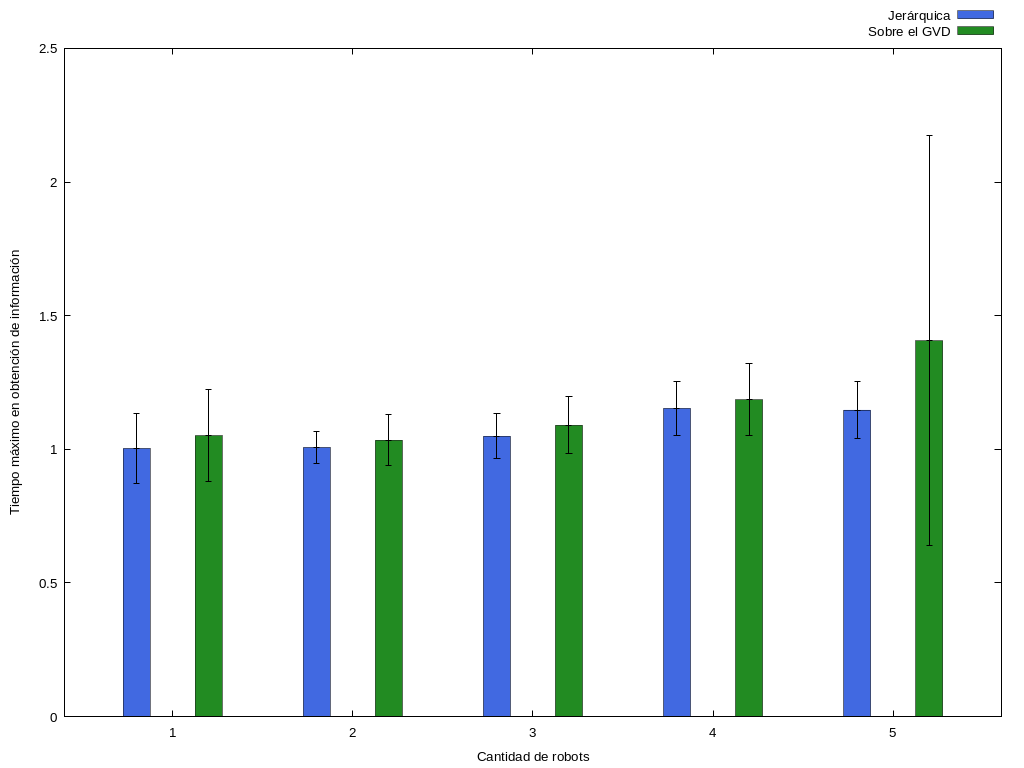 Jerárquica
Sobre el GVD
2.5
2
1.5
1
0.5
0
Tiempo máximo en obtención de información
1 2 3 4 5
Cantidad de robots